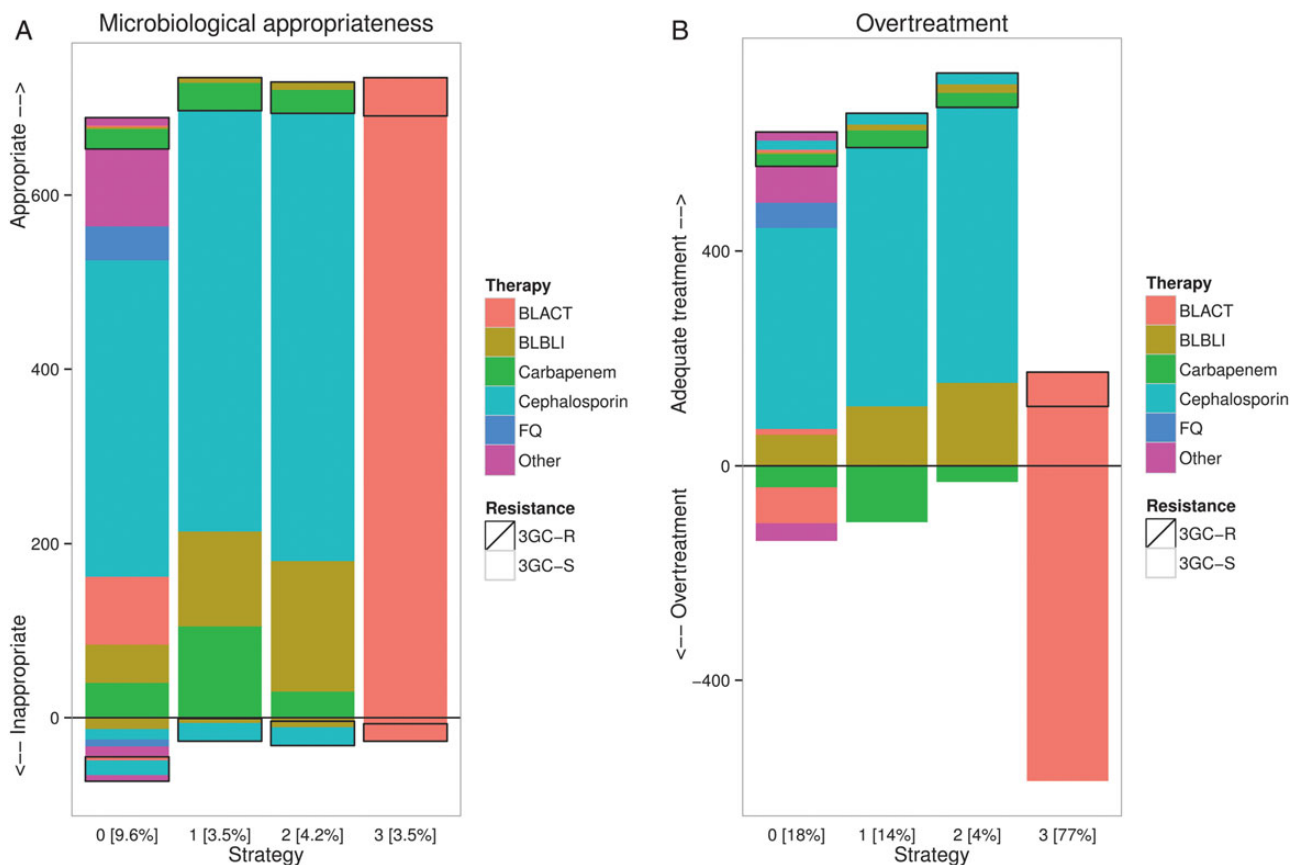 A
Microbiological appropriateness
Appropriate −−−>
<−−− Inappropriate
600
400
200
0
0 [9.6%]
1 [3.5%]
2 [4.2%]
3 [3.5%]
Strategy
Therapy
BLACT
BLBLI
Carbapenem
Cephalosporin
FQ
Other
Resistance
3GC−R
3GC−S
B
Overtreatment
Adequate treatment −−−>
<−−− Overtreatment
400
0
−400
0 [18%]
1 [14%]
2 [4%]
3 [77%]
Strategy
Therapy
BLACT
BLBLI
Carbapenem
Cephalosporin
FQ
Other
Resistance
3GC−R
3GC−S